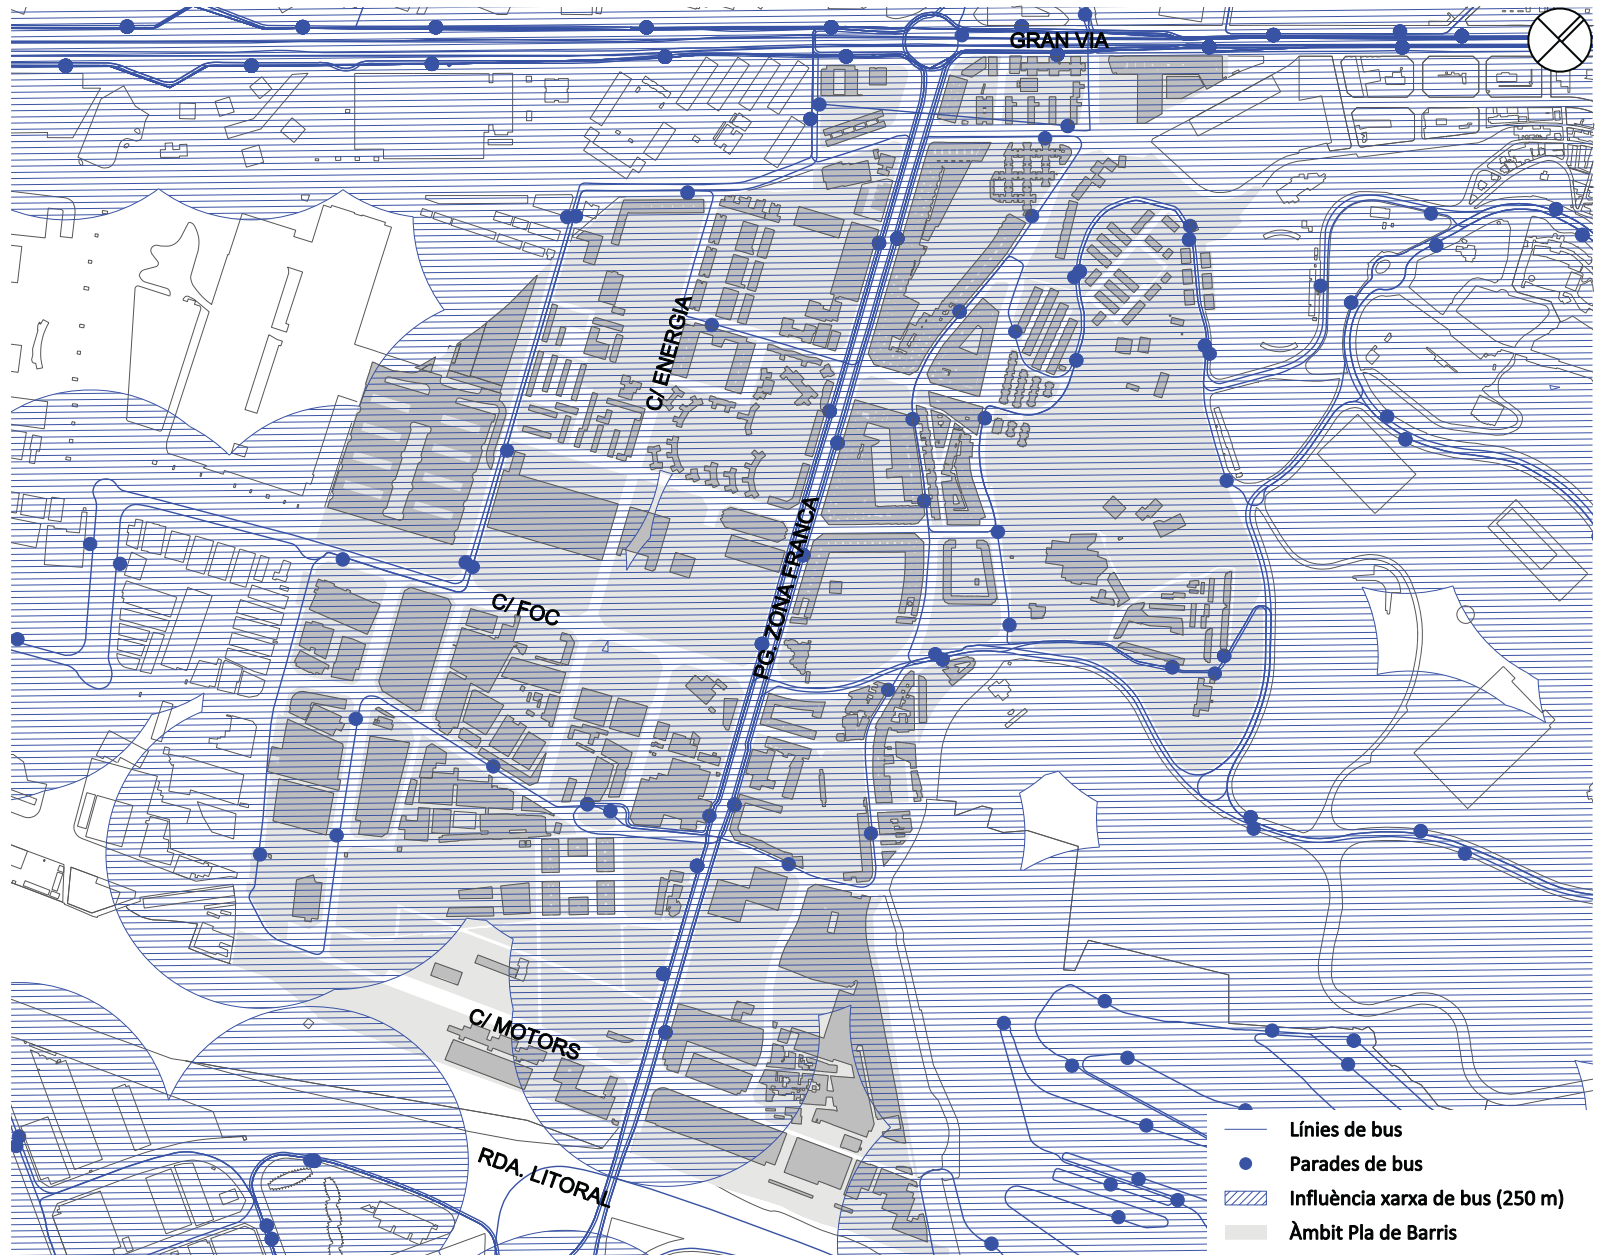 GRAN VIA
C/ ENERGIA
PG. ZONA FRANCA
C/ FOC
C/ MOTORS
RDA. LITORAL
Línies de bus
Parades de bus
Influència xarxa de bus (250 m)
Àmbit Pla de Barris